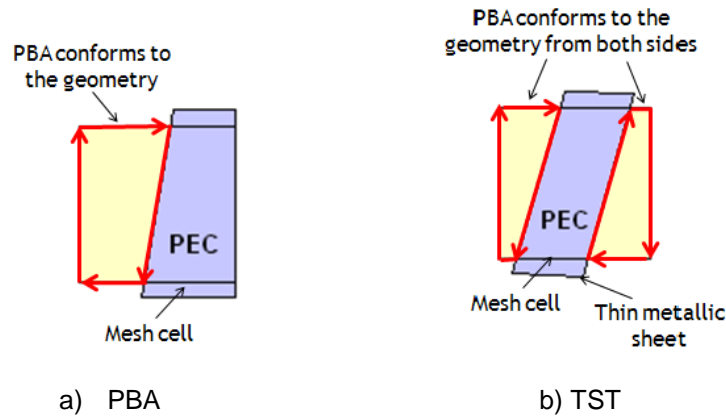 PBA conforms to
the geometry
PEC
Mesh cell
a) PBA
PBA conforms to the
geometry from both sides
PEC
Mesh cell
Thin metallic
sheet
b) TST